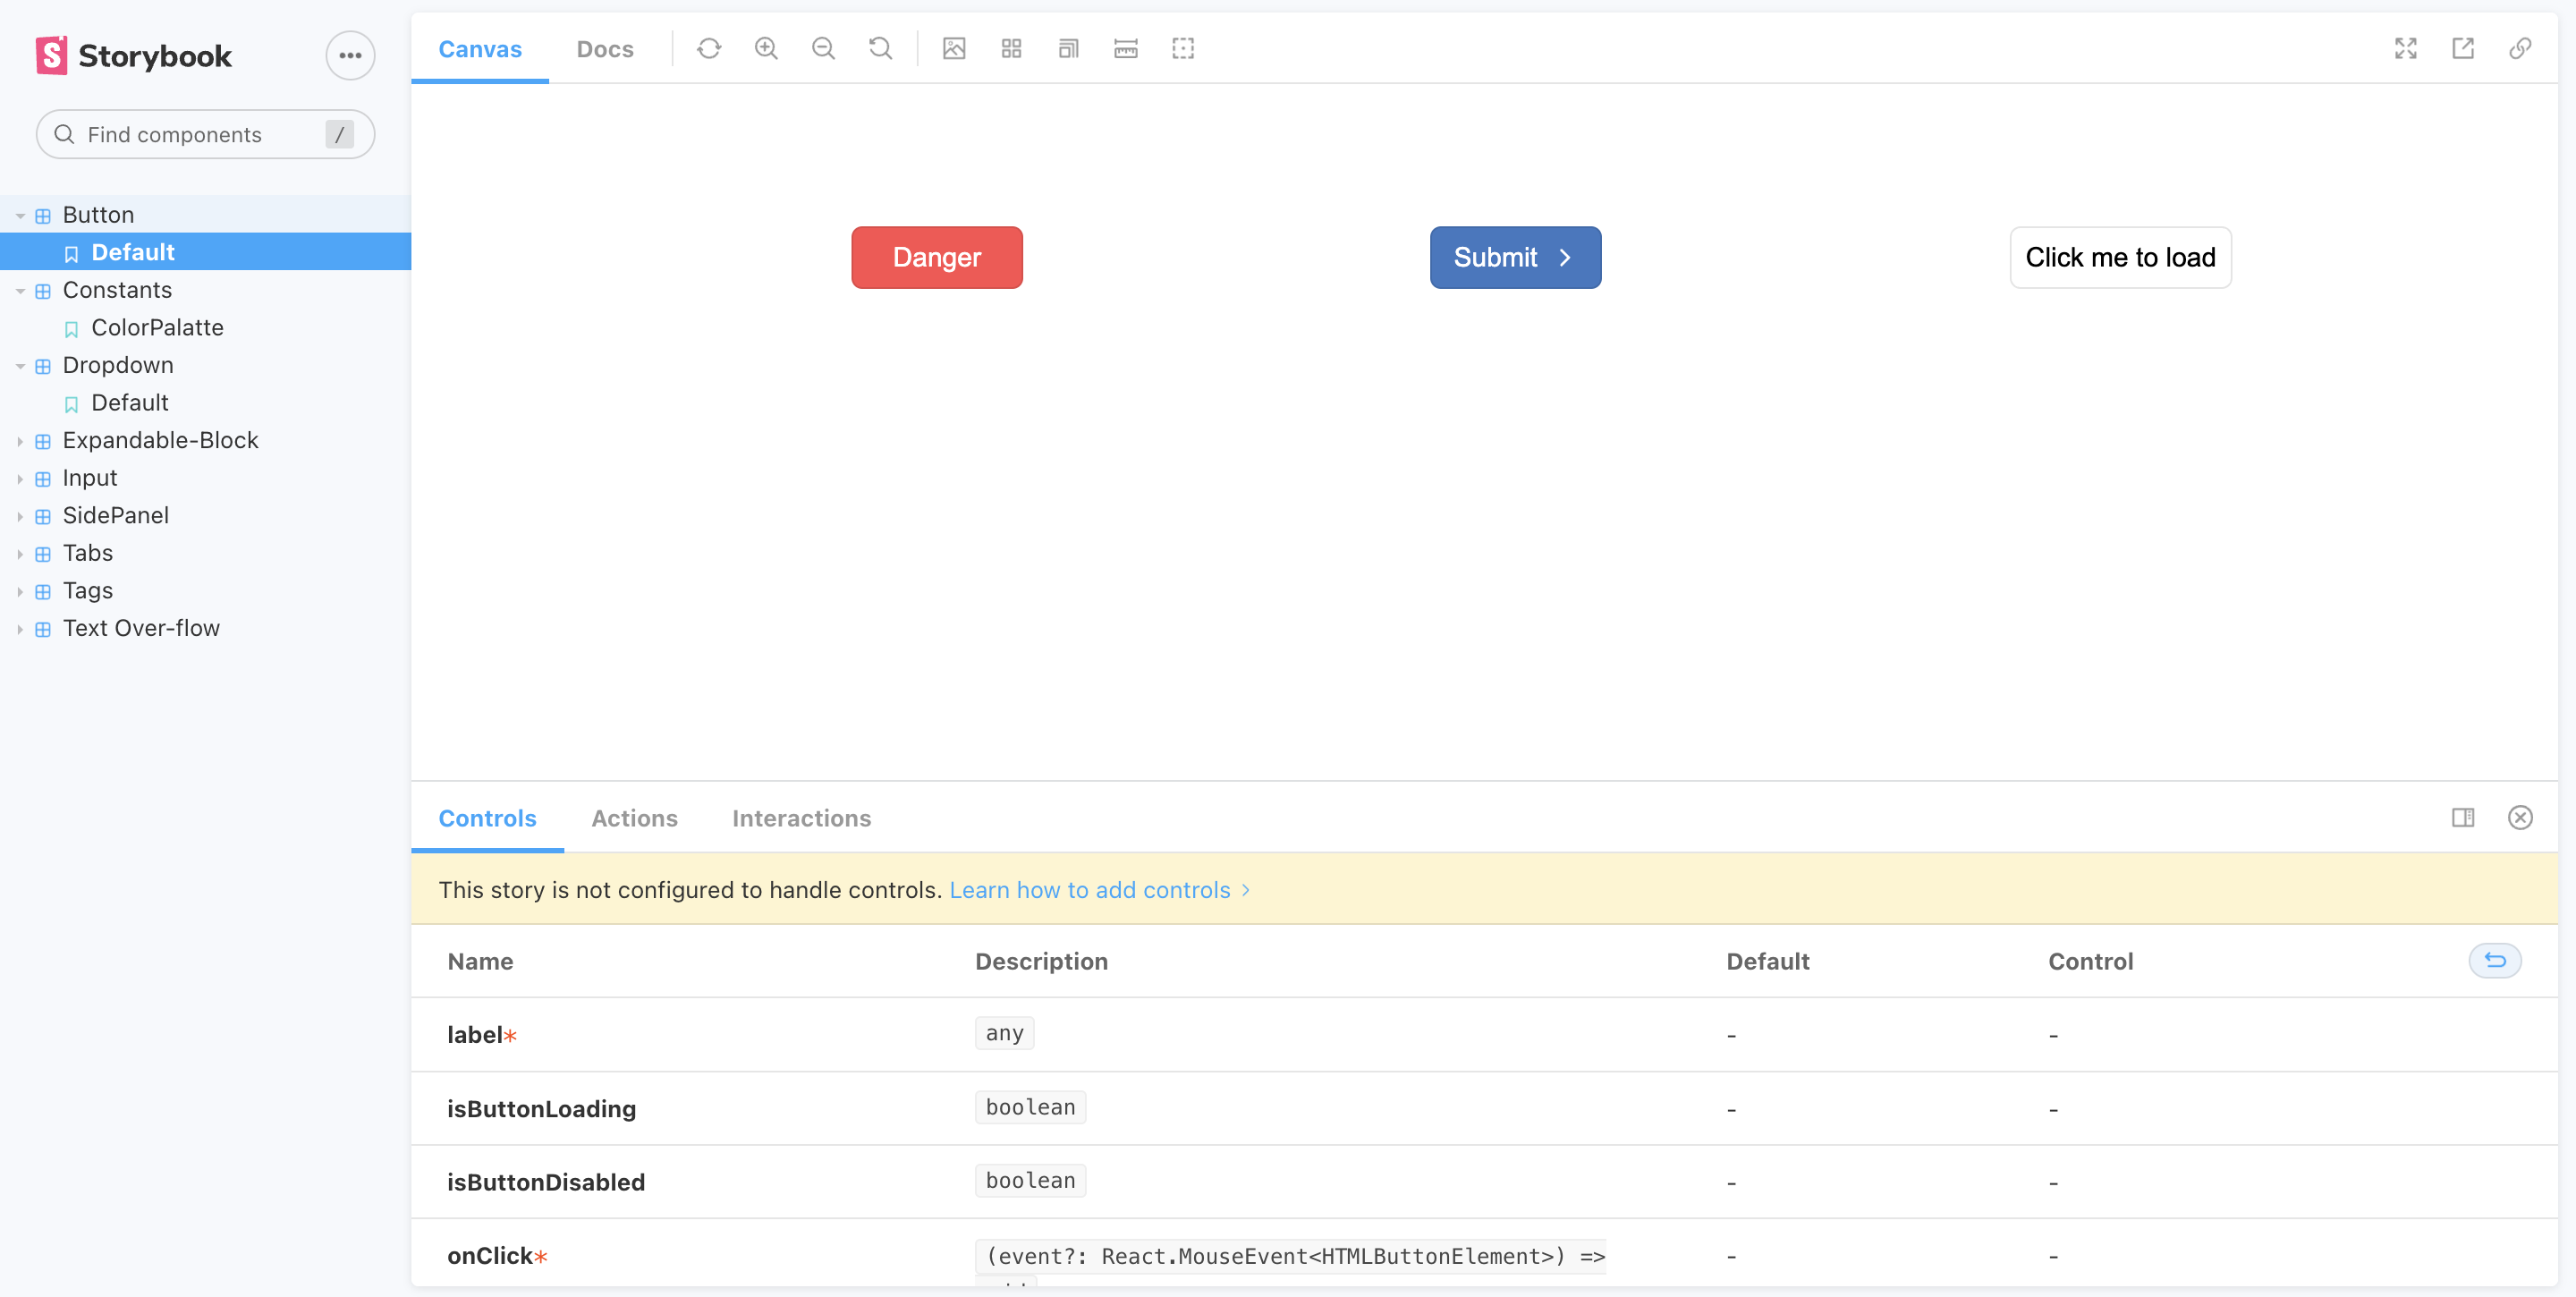 Storybook
Find components /
Button
Default
Constants
ColorPalatte
Dropdown
Default
Expandable-Block
Input
SidePanel
Tabs
Tags
Text Over-flow
Canvas Docs
Danger Submit Click me to load
Controls Actions Interactions
This story is not configured to handle controls. Learn how to add controls
Name Description Default Control
label* any - -
isButtonLoading boolean - -
isButtonDisabled boolean - -
onClick* (event?: React.MouseEvent<HTMLButtonElement>) => - -